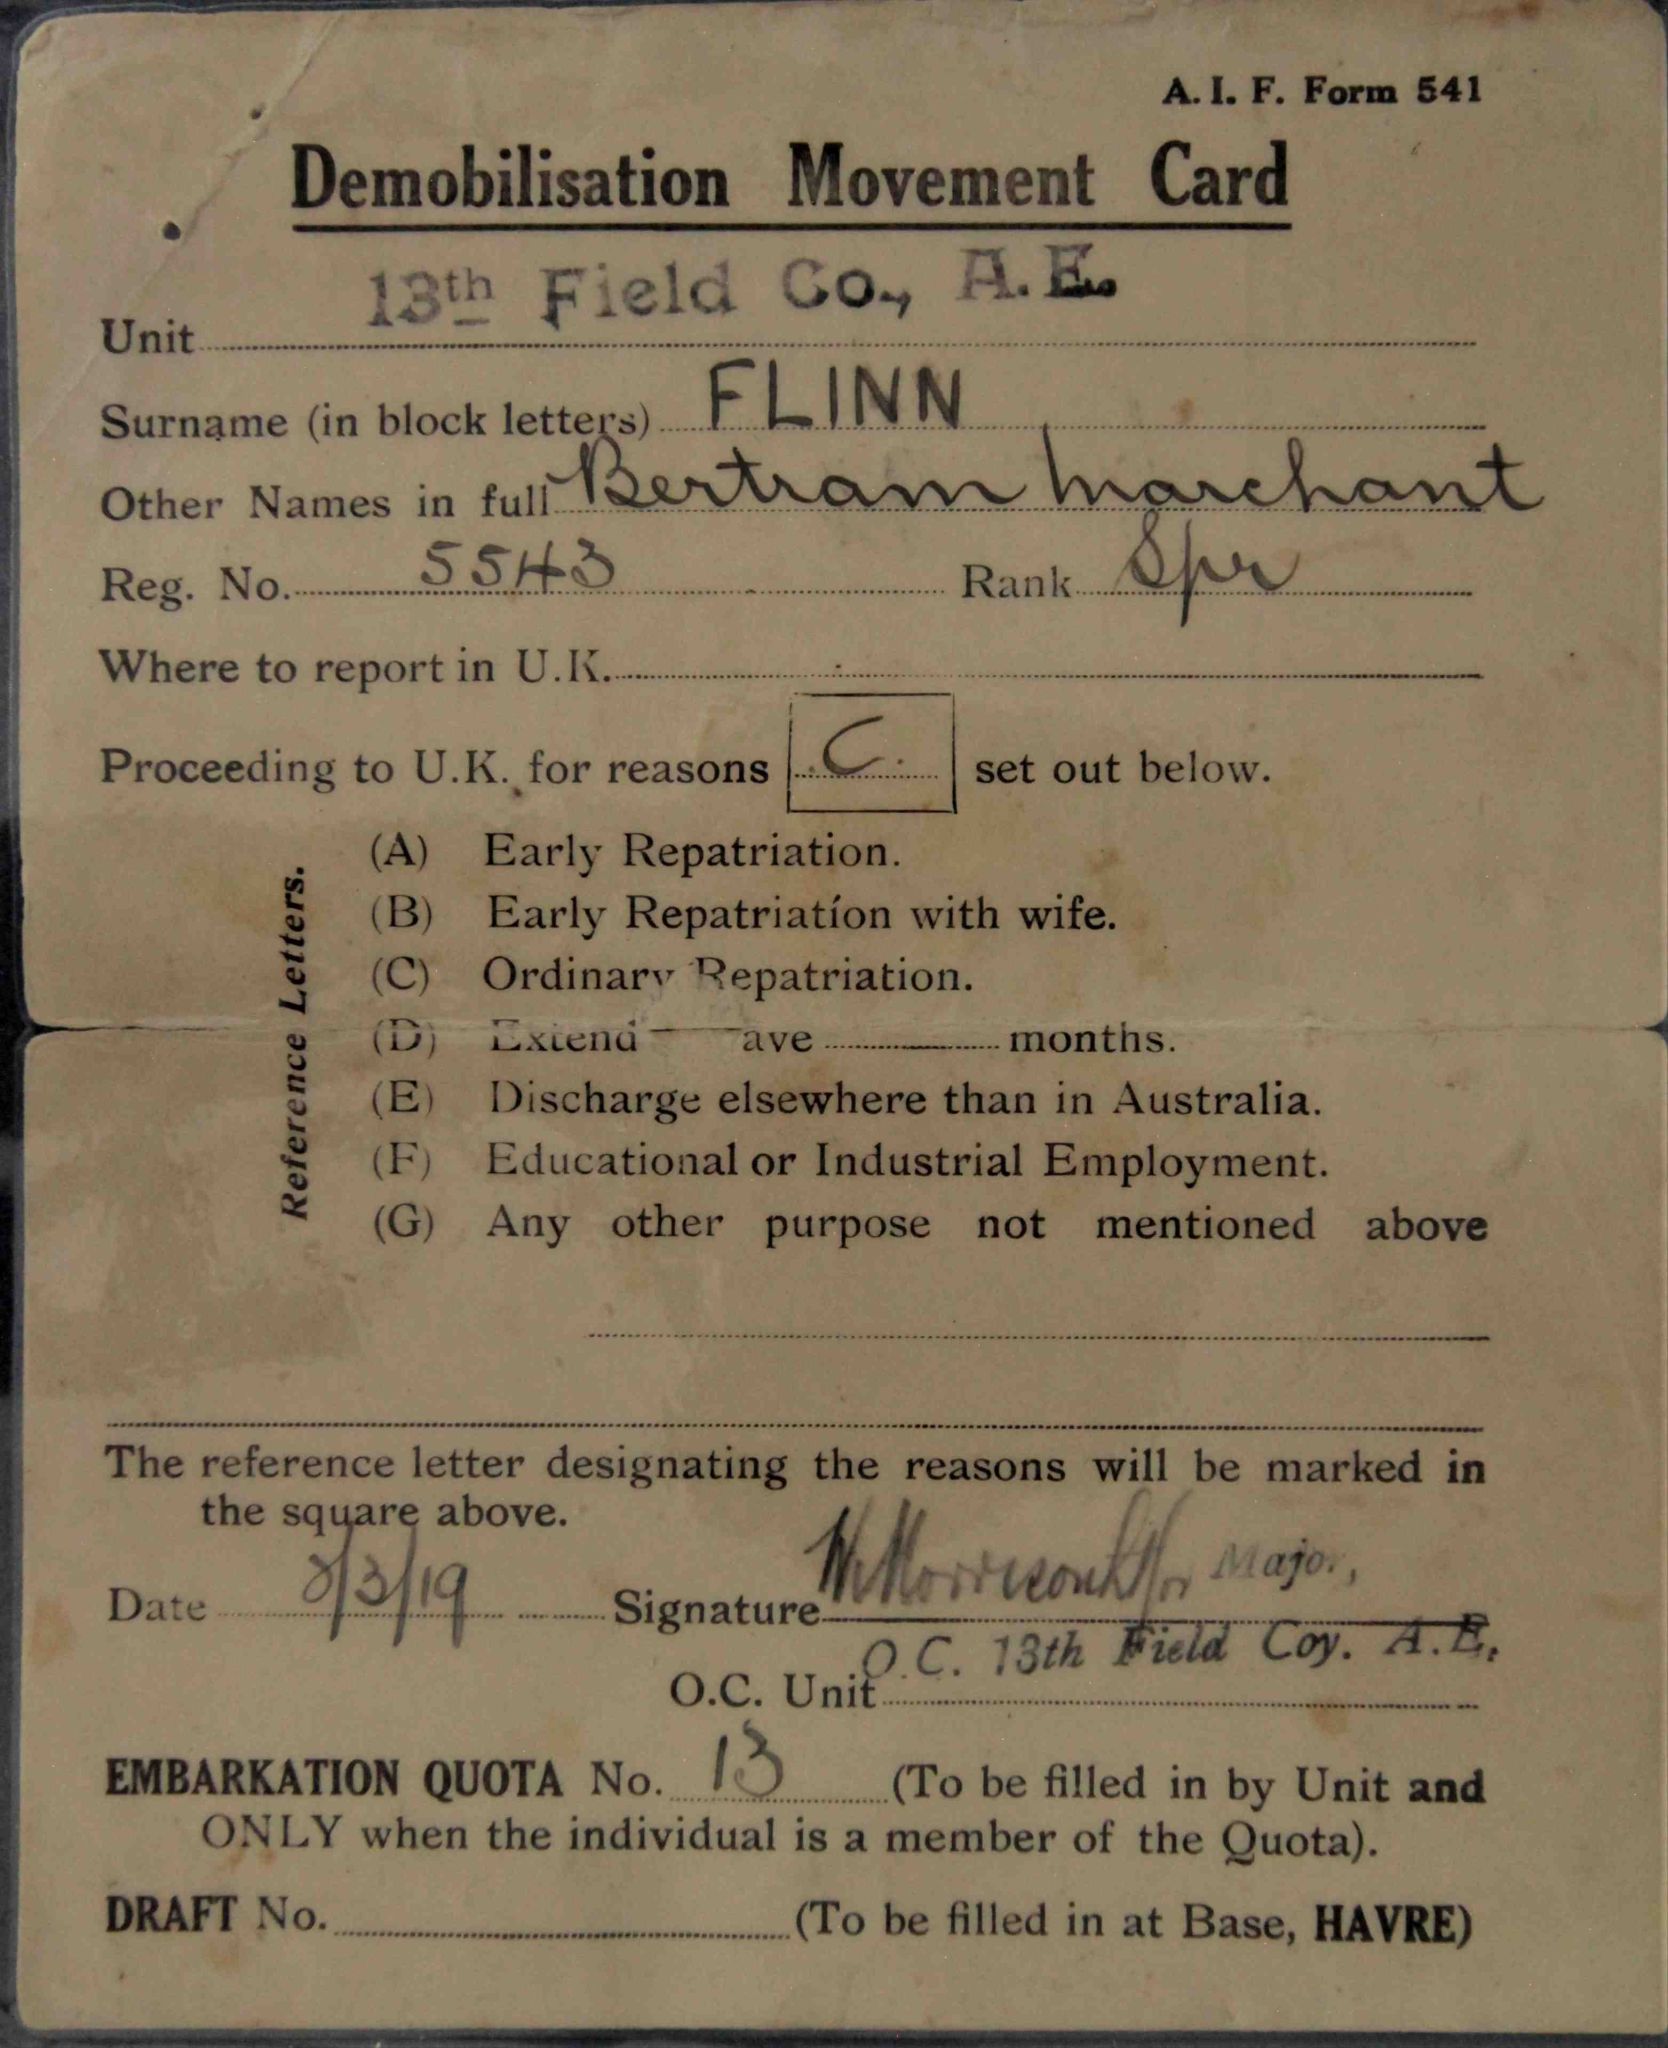 A. I. F. Form 541
Demobilisation Movement Card
Unit 13th Field Co., A.E.
Surname (in block letters) FLINN
Other Names in full Bertram Marchant
Reg. No. 5543 Rank Spr
Where to report in U.K.
Proceeding to U.K. for reasons C. set out below.
Reference Letters.
(A) Early Repatriation.
(B) Early Repatriation with wife.
(C) Ordinary Repatriation.
(D) Extend ave months.
(E) Discharge elsewhere than in Australia.
(F) Educational or Industrial Employment.
(G) Any other purpose not mentioned above
The reference letter designating the reasons will be marked in
the square above.
Date 8/3/19 Signature Morrison Major,
O.C. Unit O.C. 13th Field Coy. A.E.
EMBARKATION QUOTA No. 13 (To be filled in by Unit and
ONLY when the individual is a member of the Quota).
DRAFT No. (To be filled in at Base, HAVRE)